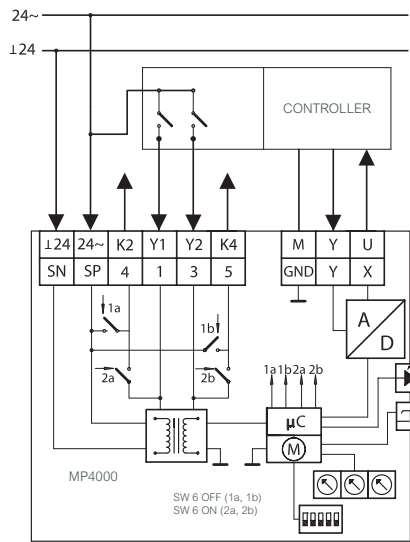 24~
⊥24
CONTROLLER
⊥24 24~ K2 Y1 Y2 K4 M Y U
SN SP 4 1 3 5 GND Y X
1a
1b
2a
2b
A
D
1a 1b 2a 2b
µC
M
MP4000
SW 6 OFF (1a, 1b)
SW 6 ON (2a, 2b)